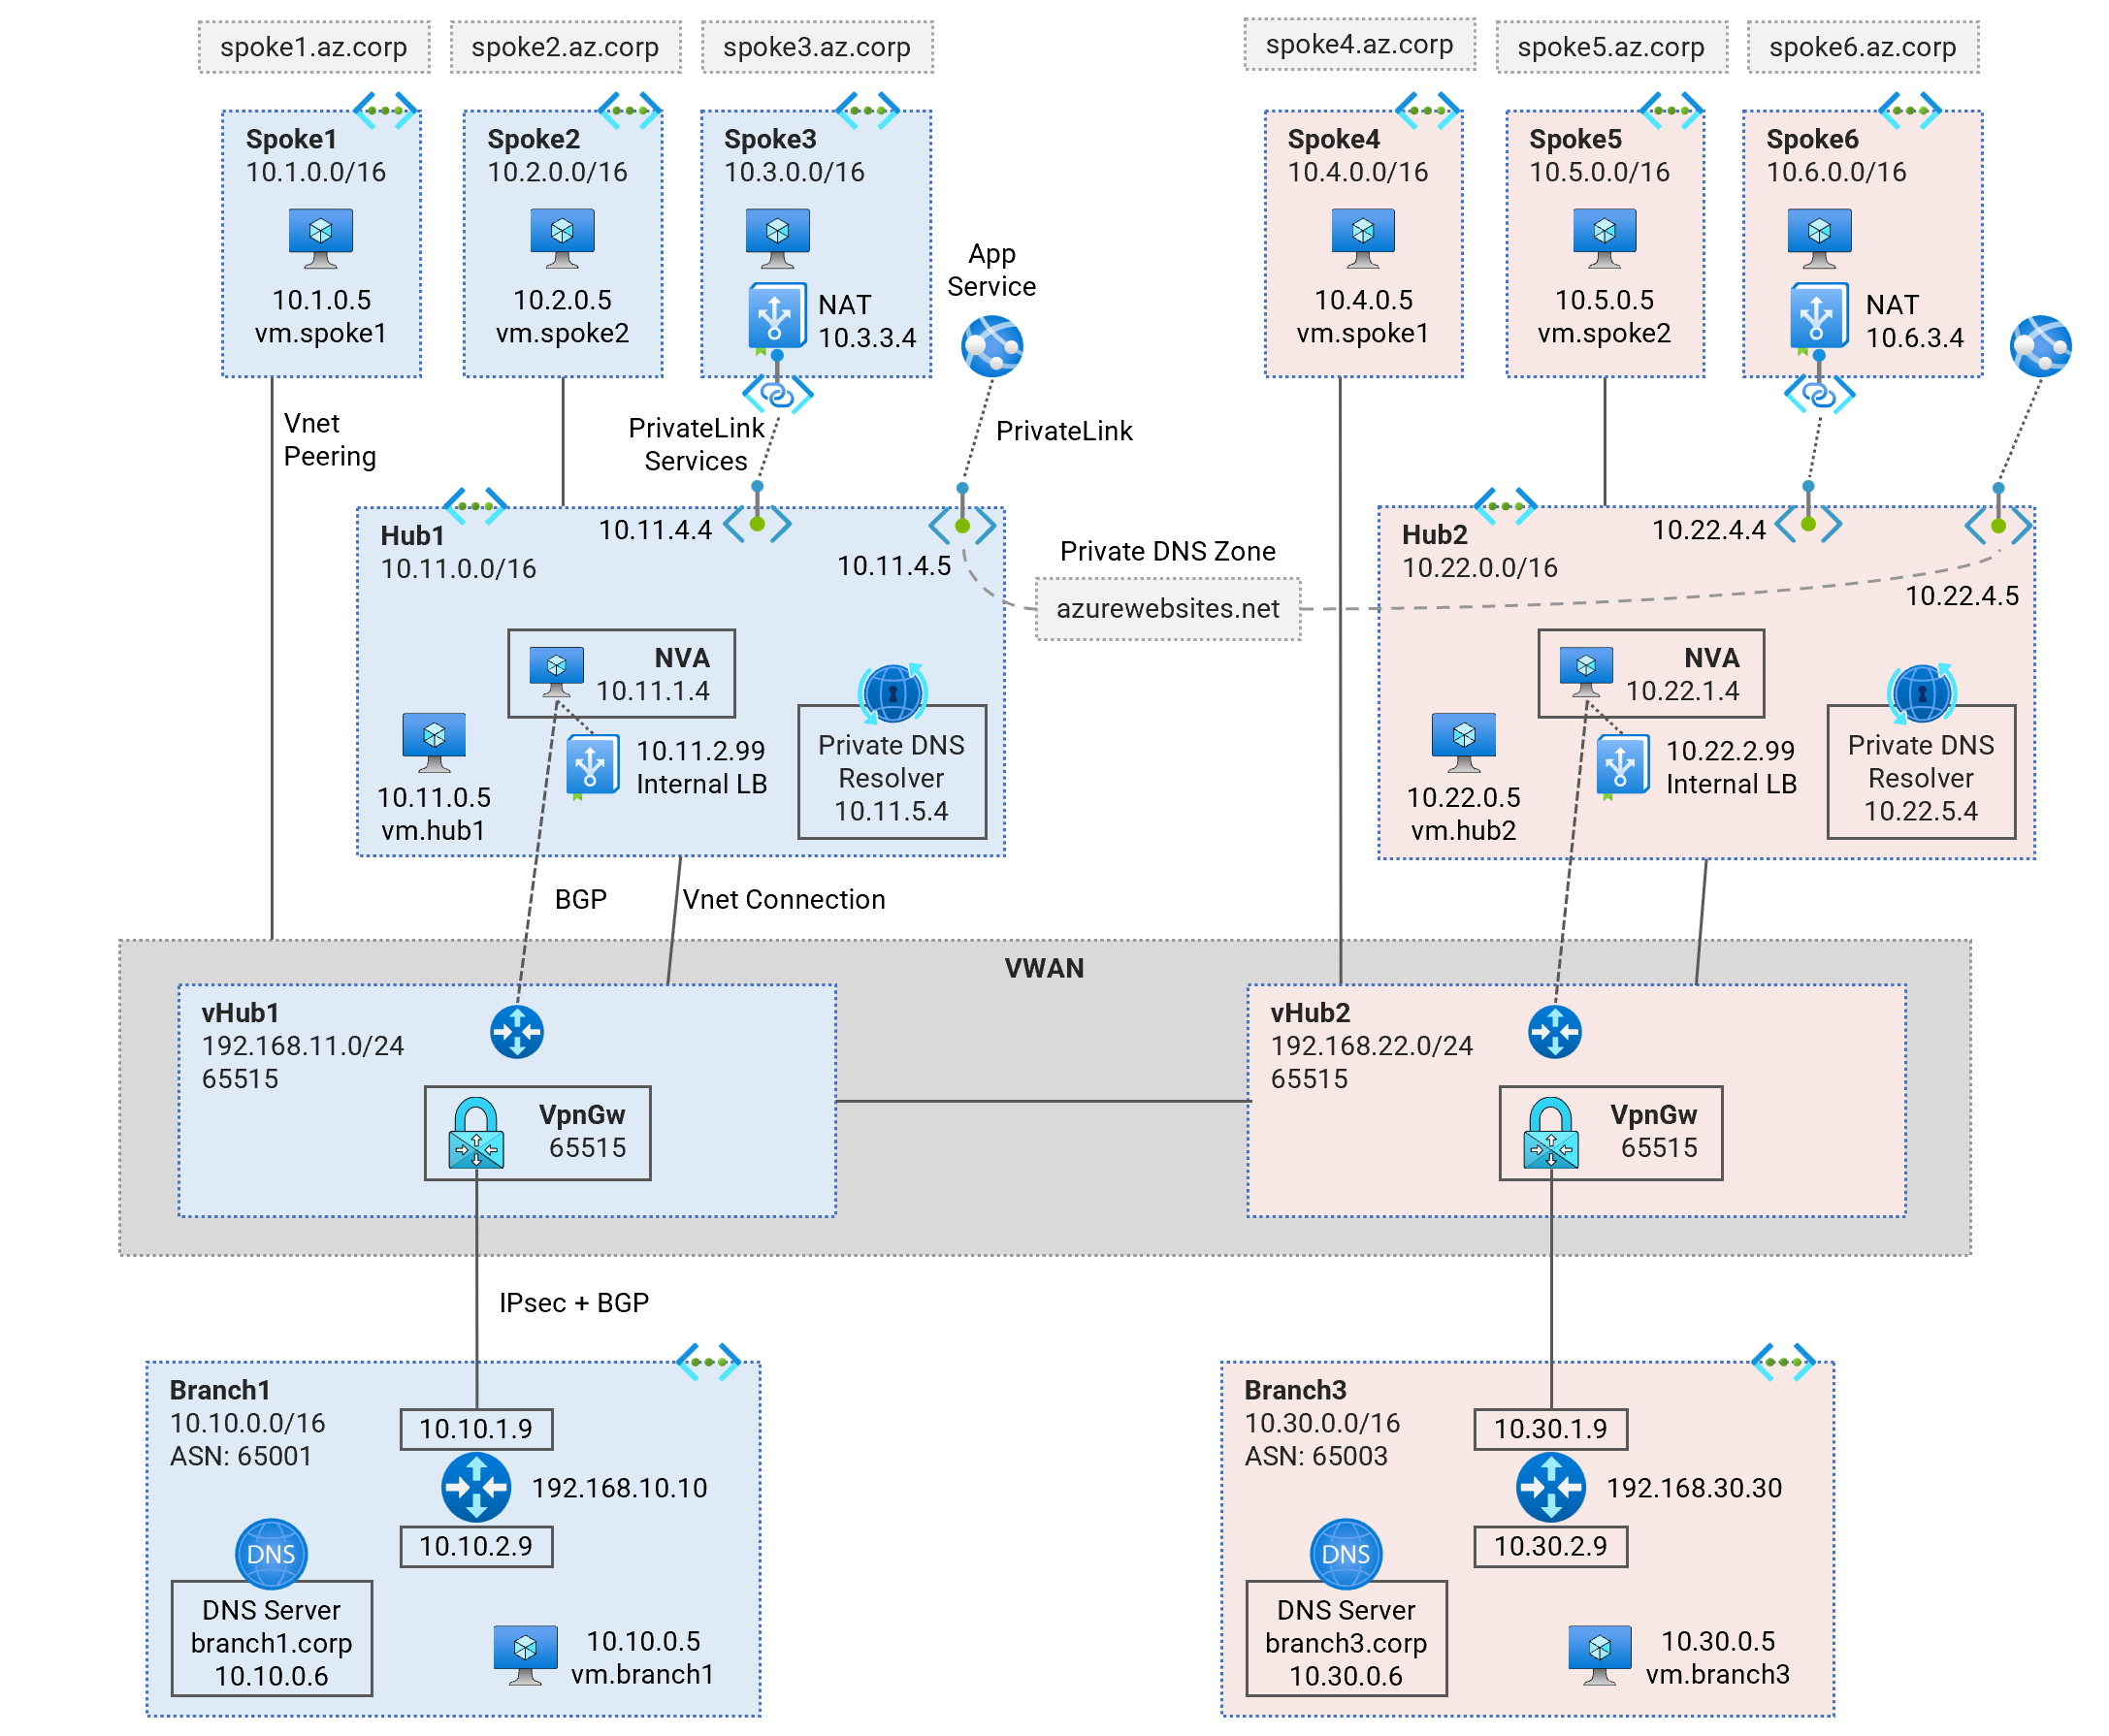 spoke1.az.corp
spoke2.az.corp
spoke3.az.corp
spoke4.az.corp
spoke5.az.corp
spoke6.az.corp
Spoke1
10.1.0.0/16
10.1.0.5
vm.spoke1
Spoke2
10.2.0.0/16
10.2.0.5
vm.spoke2
Spoke3
10.3.0.0/16
NAT
10.3.3.4
App
Service
Spoke4
10.4.0.0/16
10.4.0.5
vm.spoke1
Spoke5
10.5.0.0/16
10.5.0.5
vm.spoke2
Spoke6
10.6.0.0/16
NAT
10.6.3.4
Vnet
Peering
PrivateLink
Services
PrivateLink
Hub1
10.11.0.0/16
10.11.4.4
10.11.4.5
NVA
10.11.1.4
10.11.2.99
Internal LB
10.11.0.5
vm.hub1
Private DNS
Resolver
10.11.5.4
Private DNS Zone
azurewebsites.net
Hub2
10.22.0.0/16
10.22.4.4
10.22.4.5
NVA
10.22.1.4
10.22.2.99
Internal LB
10.22.0.5
vm.hub2
Private DNS
Resolver
10.22.5.4
BGP
Vnet Connection
VWAN
vHub1
192.168.11.0/24
65515
VpnGw
65515
vHub2
192.168.22.0/24
65515
VpnGw
65515
IPsec + BGP
Branch1
10.10.0.0/16
ASN: 65001
10.10.1.9
192.168.10.10
10.10.2.9
DNS
DNS Server
branch1.corp
10.10.0.6
10.10.0.5
vm.branch1
Branch3
10.30.0.0/16
ASN: 65003
10.30.1.9
192.168.30.30
10.30.2.9
DNS
DNS Server
branch3.corp
10.30.0.6
10.30.0.5
vm.branch3